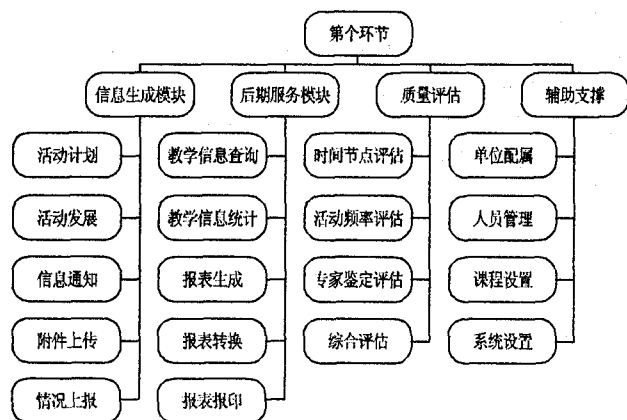 第个环节
信息生成模块
后期服务模块
质量评估
辅助支撑
活动计划
教学信息查询
时间节点评估
单位配属
活动发展
教学信息统计
活动频率评估
人员管理
信息通知
报表生成
专家鉴定评估
课程设置
附件上传
报表转换
综合评估
系统设置
情况上报
报表报印